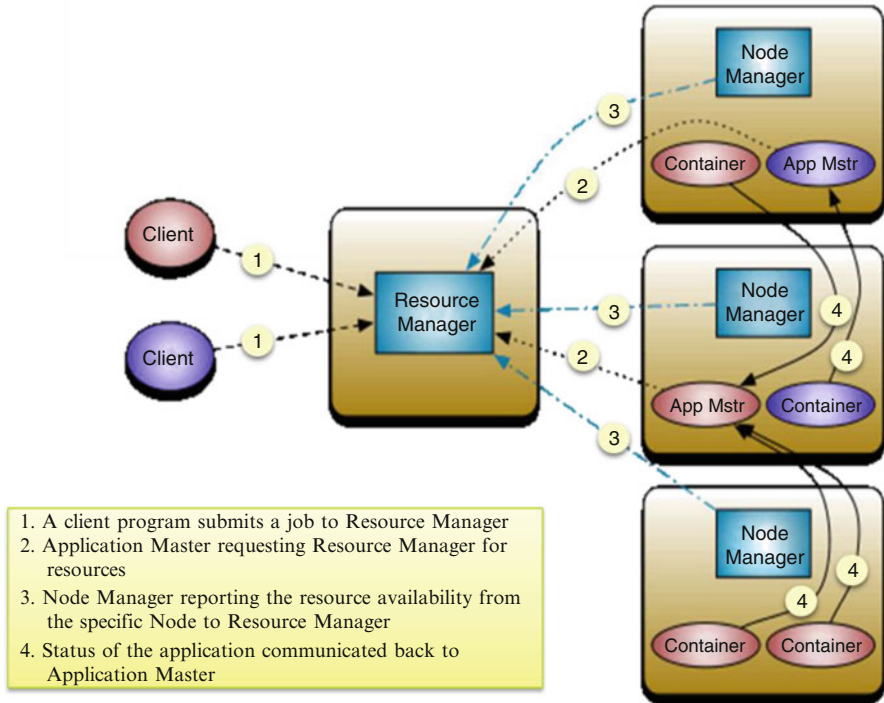 Node
Manager
3
Container
App Mstr
2
Client
1
Resource
Manager
Node
Manager
3
4
Client
1
2
4
App Mstr
Container
3
1. A client program submits a job to Resource Manager
2. Application Master requesting Resource Manager for
resources
3. Node Manager reporting the resource availability from
the specific Node to Resource Manager
4. Status of the application communicated back to
Application Master
Node
Manager
4
4
Container
Container